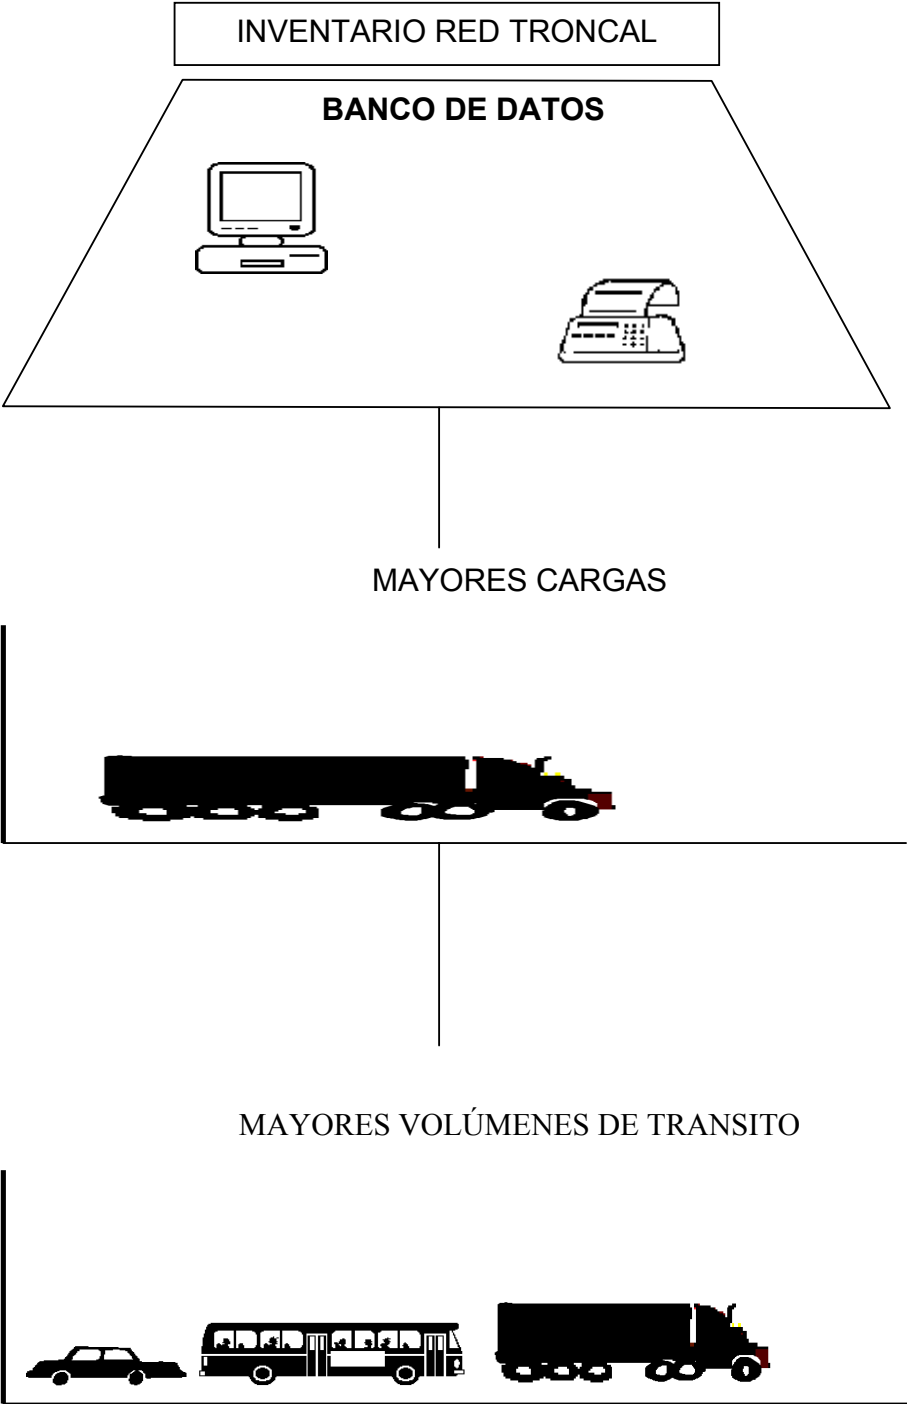 INVENTARIO RED TRONCAL
BANCO DE DATOS
MAYORES CARGAS
MAYORES VOLÚMENES DE TRANSITO